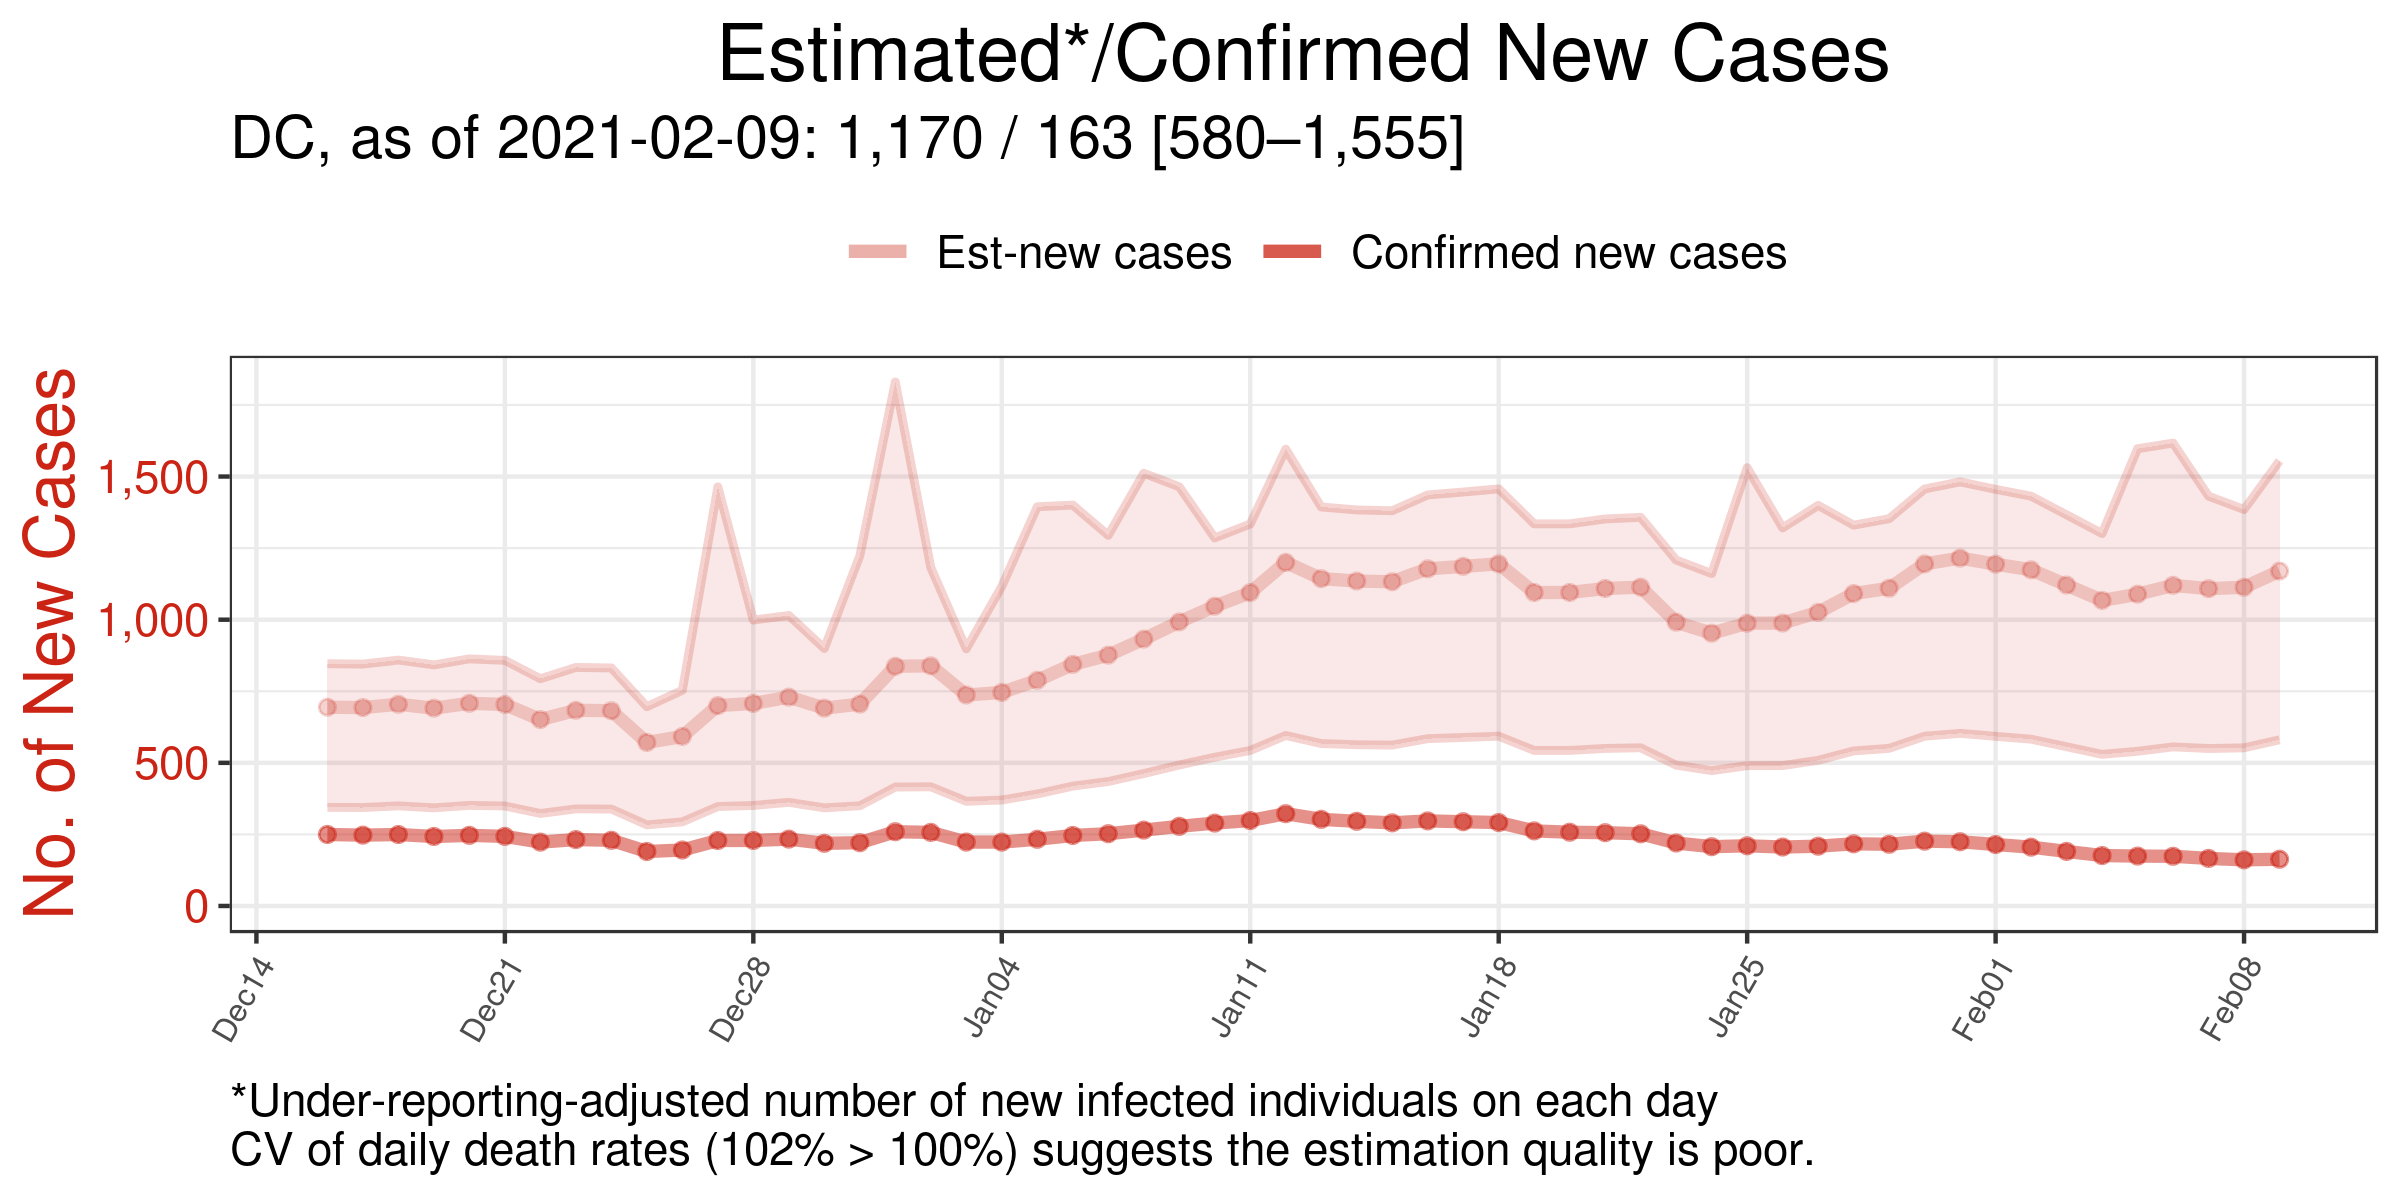 Estimated*/Confirmed New Cases
DC, as of 2021-02-09: 1,170 / 163 [580–1,555]
Est-new cases Confirmed new cases
No. of New Cases
1,500
1,000
500
0
Dec14 Dec21 Dec28 Jan04 Jan11 Jan18 Jan25 Feb01 Feb08
*Under-reporting-adjusted number of new infected individuals on each day
CV of daily death rates (102% > 100%) suggests the estimation quality is poor.